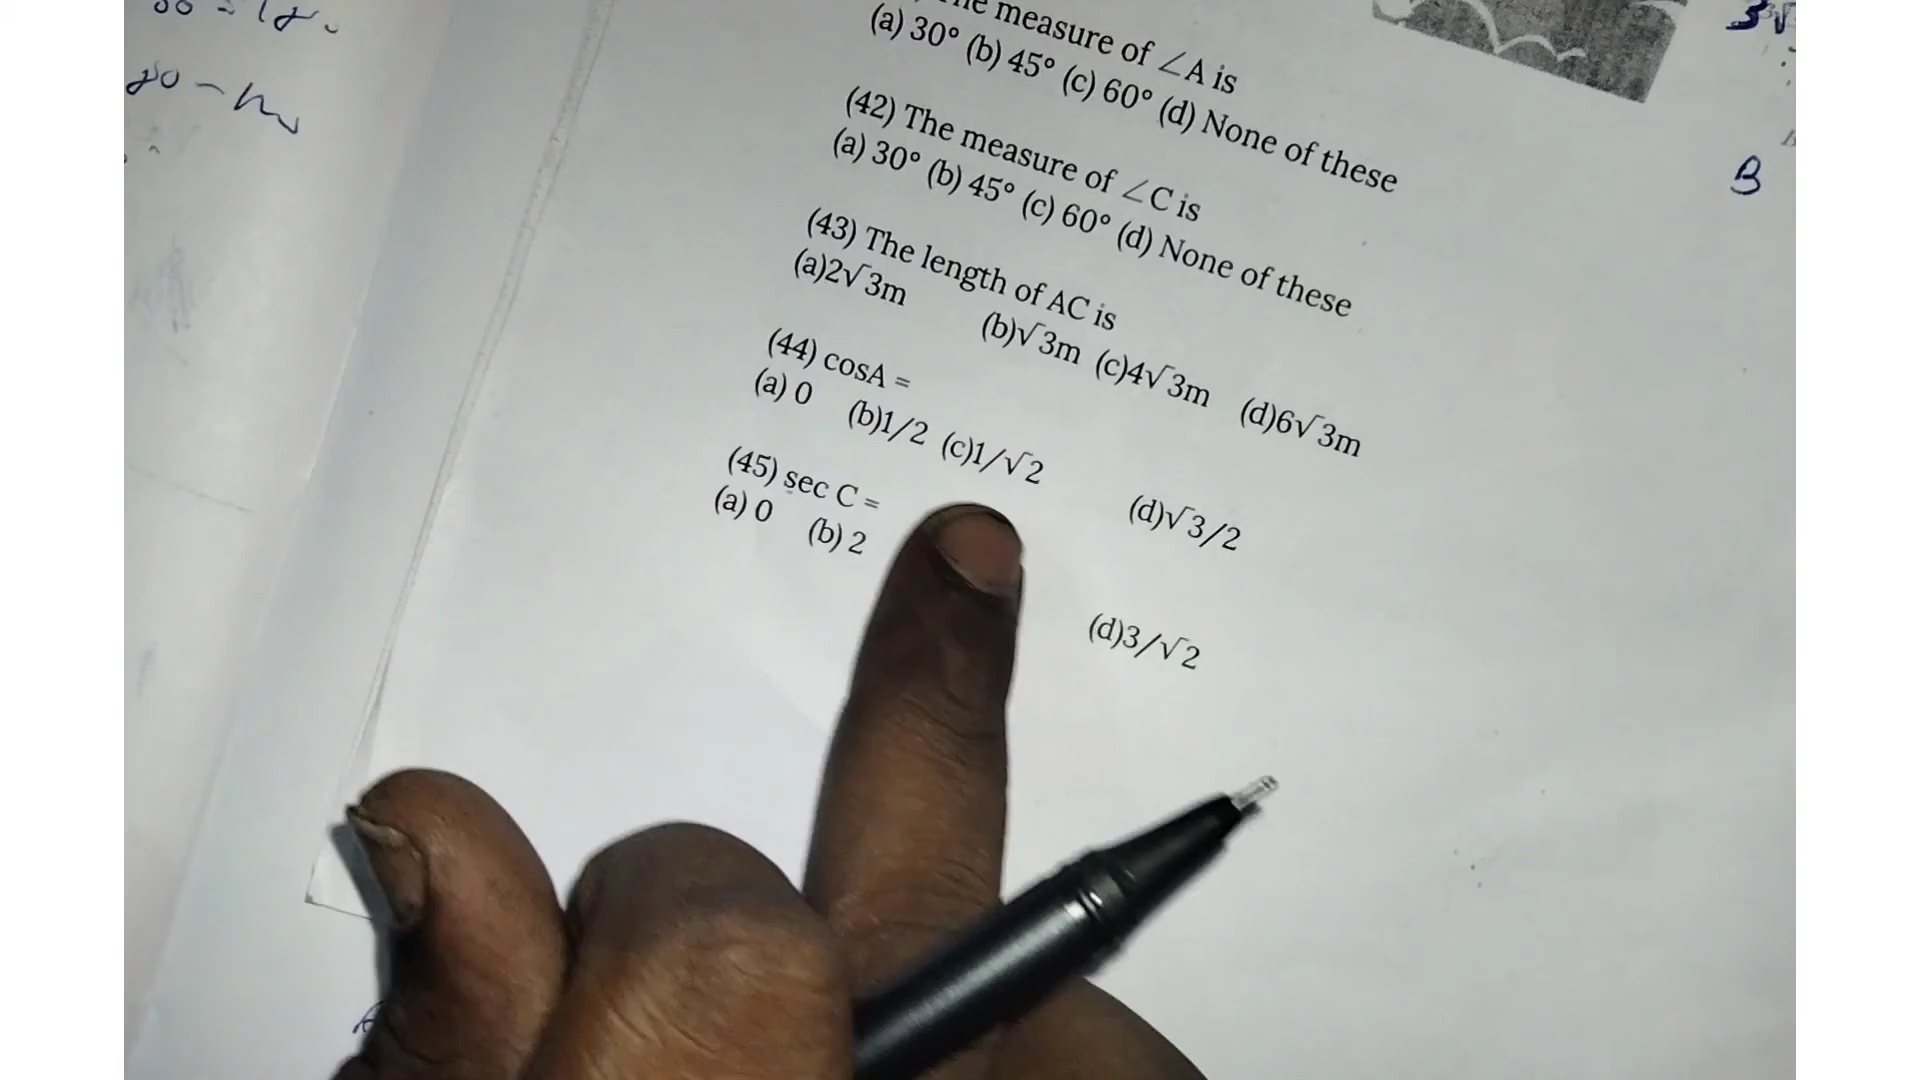 The measure of ∠A is
(a) 30° (b) 45° (c) 60° (d) None of these
(42) The measure of ∠C is
(a) 30° (b) 45° (c) 60° (d) None of these
(43) The length of AC is
(a)2√3m (b)√3m (c)4√3m (d)6√3m
(44) cosA =
(a) 0 (b)1/2 (c)1/√2 (d)√3/2
(45) sec C =
(a) 0 (b) 2 (d)3/√2
B